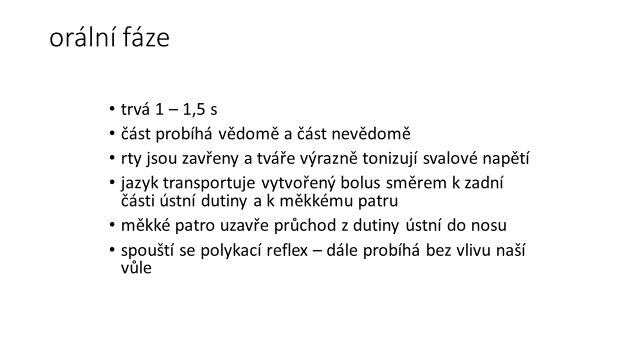 orální fáze
• trvá 1 – 1,5 s
• část probíhá vědomě a část nevědomě
• rty jsou zavřeny a tváře výrazně tonizují svalové napětí
• jazyk transportuje vytvořený bolus směrem k zadní
části ústní dutiny a k měkkému patru
• měkké patro uzavře průchod z dutiny ústní do nosu
• spouští se polykací reflex – dále probíhá bez vlivu naší
vůle